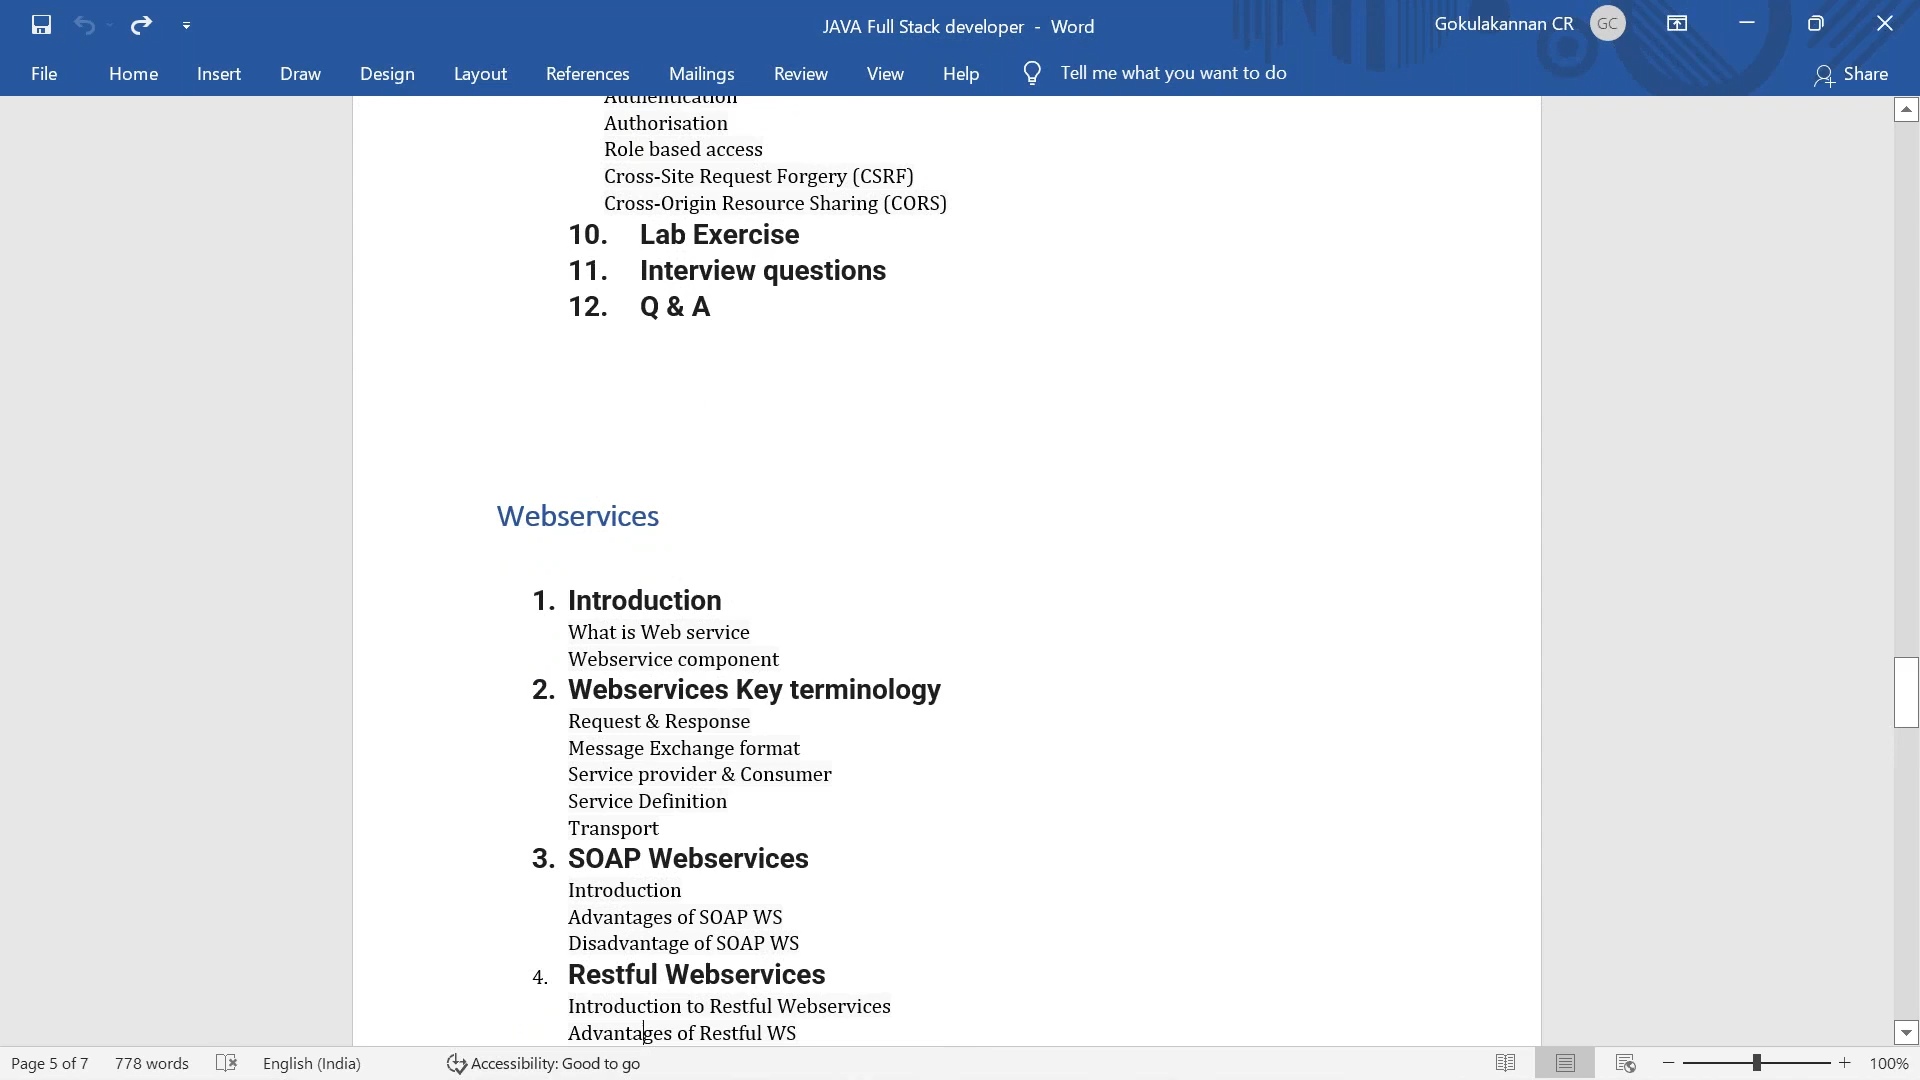 JAVA Full Stack developer - Word
Gokulakannan CR
GC
File
Home
Insert
Draw
Design
Layout
References
Mailings
Review
View
Help
Tell me what you want to do
Share
Authentication
Authorisation
Role based access
Cross-Site Request Forgery (CSRF)
Cross-Origin Resource Sharing (CORS)
10. Lab Exercise
11. Interview questions
12. Q & A
Webservices
1. Introduction
What is Web service
Webservice component
2. Webservices Key terminology
Request & Response
Message Exchange format
Service provider & Consumer
Service Definition
Transport
3. SOAP Webservices
Introduction
Advantages of SOAP WS
Disadvantage of SOAP WS
4. Restful Webservices
Introduction to Restful Webservices
Advantages of Restful WS
Page 5 of 7
778 words
English (India)
Accessibility: Good to go
100%